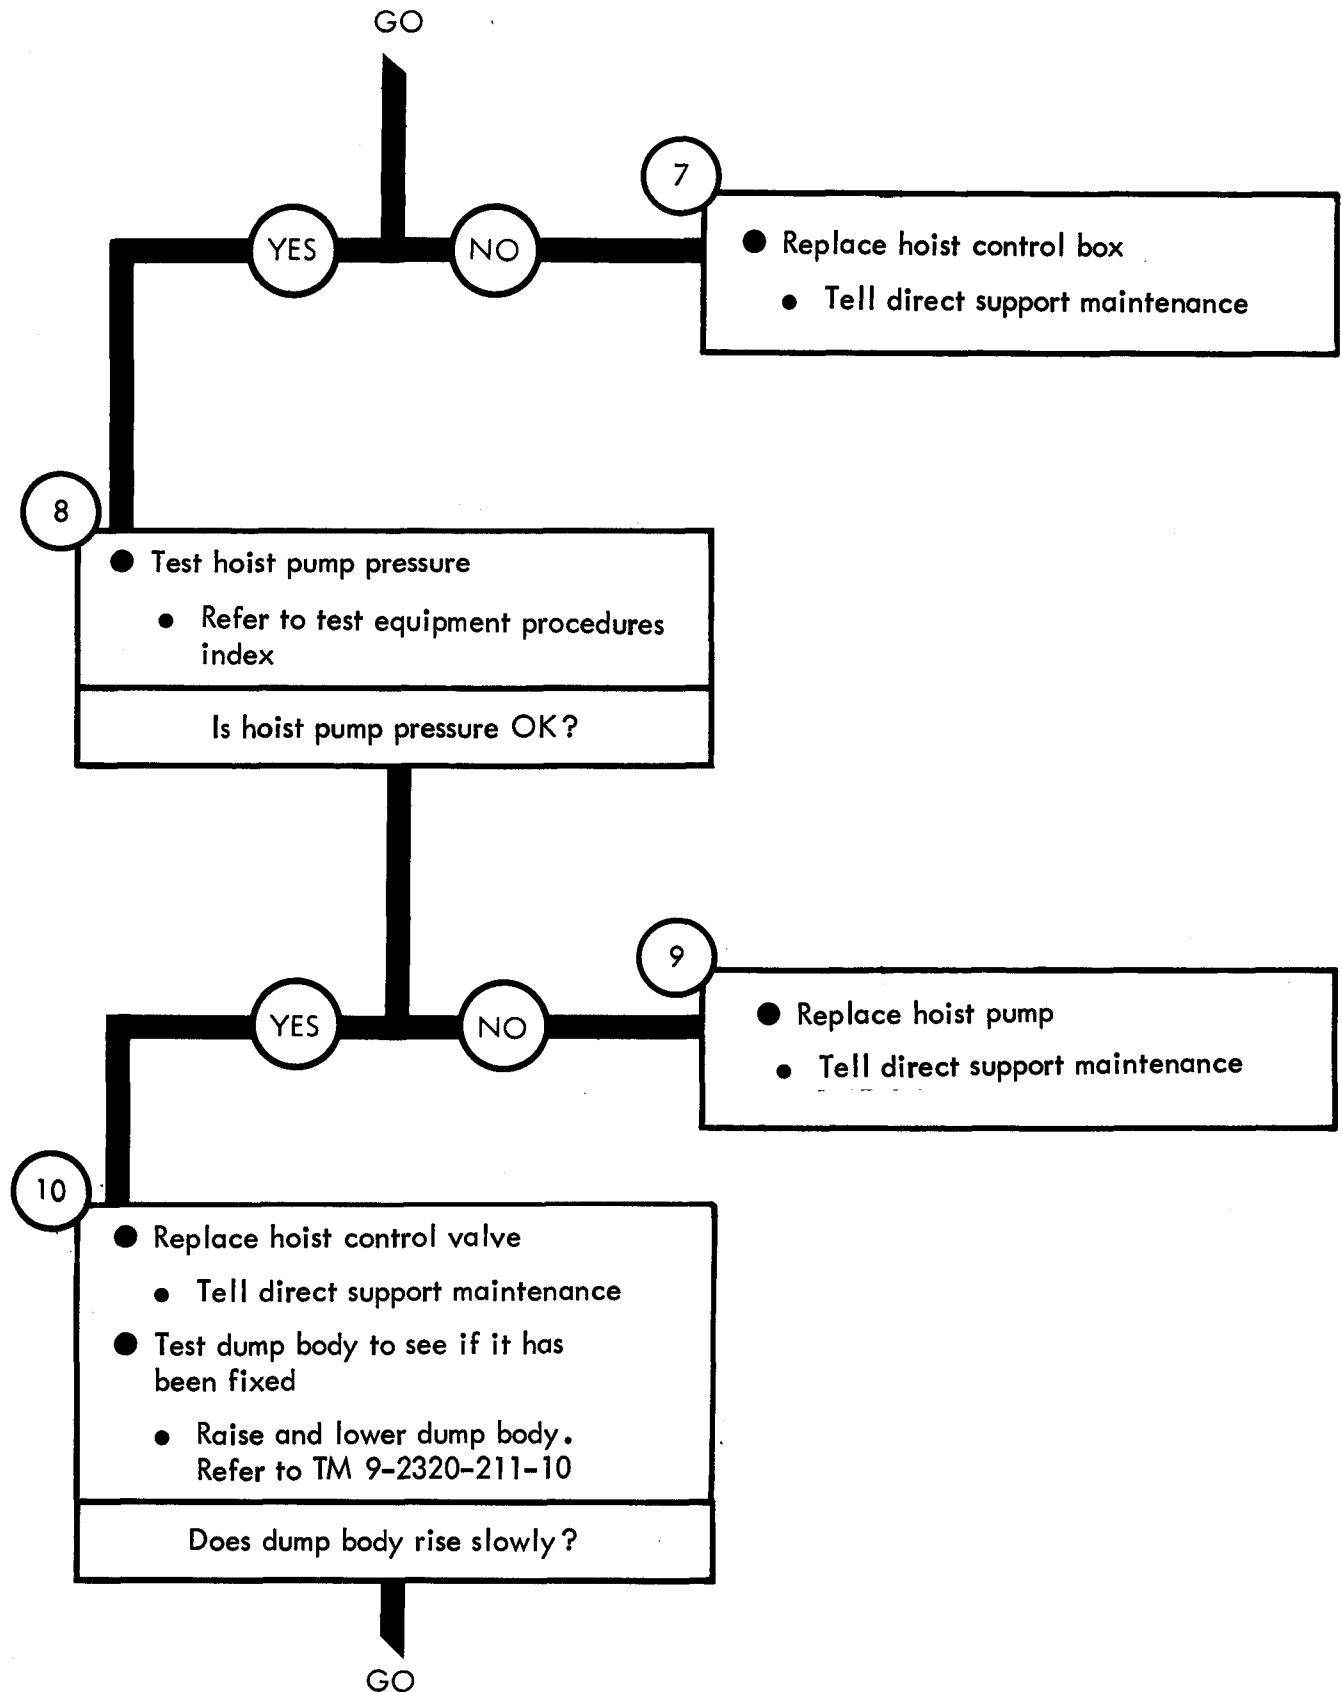 GO
7
YES
NO
● Replace hoist control box
● Tell direct support maintenance
8
● Test hoist pump pressure
● Refer to test equipment procedures
index
Is hoist pump pressure OK?
9
YES
NO
● Replace hoist pump
● Tell direct support maintenance
10
● Replace hoist control valve
● Tell direct support maintenance
● Test dump body to see if it has
been fixed
● Raise and lower dump body.
Refer to TM 9-2320-211-10
Does dump body rise slowly?
GO